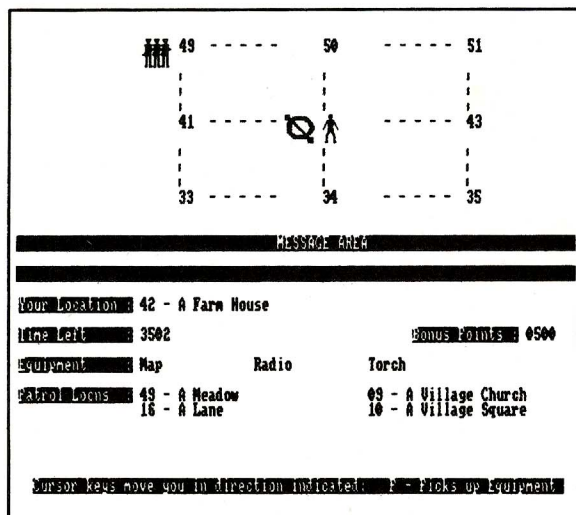 49 - - - - - 50 - - - - - 51
41 - - - - - 43
33 - - - - - 34 - - - - - 35
MESSAGE AREA
Your Location : 42 - A Farm House
Time Left : 3502 Bonus Points : 0500
Equipment : Map Radio Torch
Patrol Locns : 49 - A Meadow 09 - A Village Church
16 - A Lane 10 - A Village Square
Cursor keys move you in direction indicated: P - Picks up Equipment